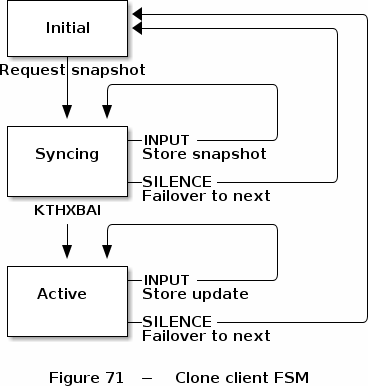 Initial
Request snapshot
INPUT
Syncing
Store snapshot
SILENCE
Failover to next
KTHXBAI
INPUT
Active
Store update
SILENCE
Failover to next
Figure 71 — Clone client FSM